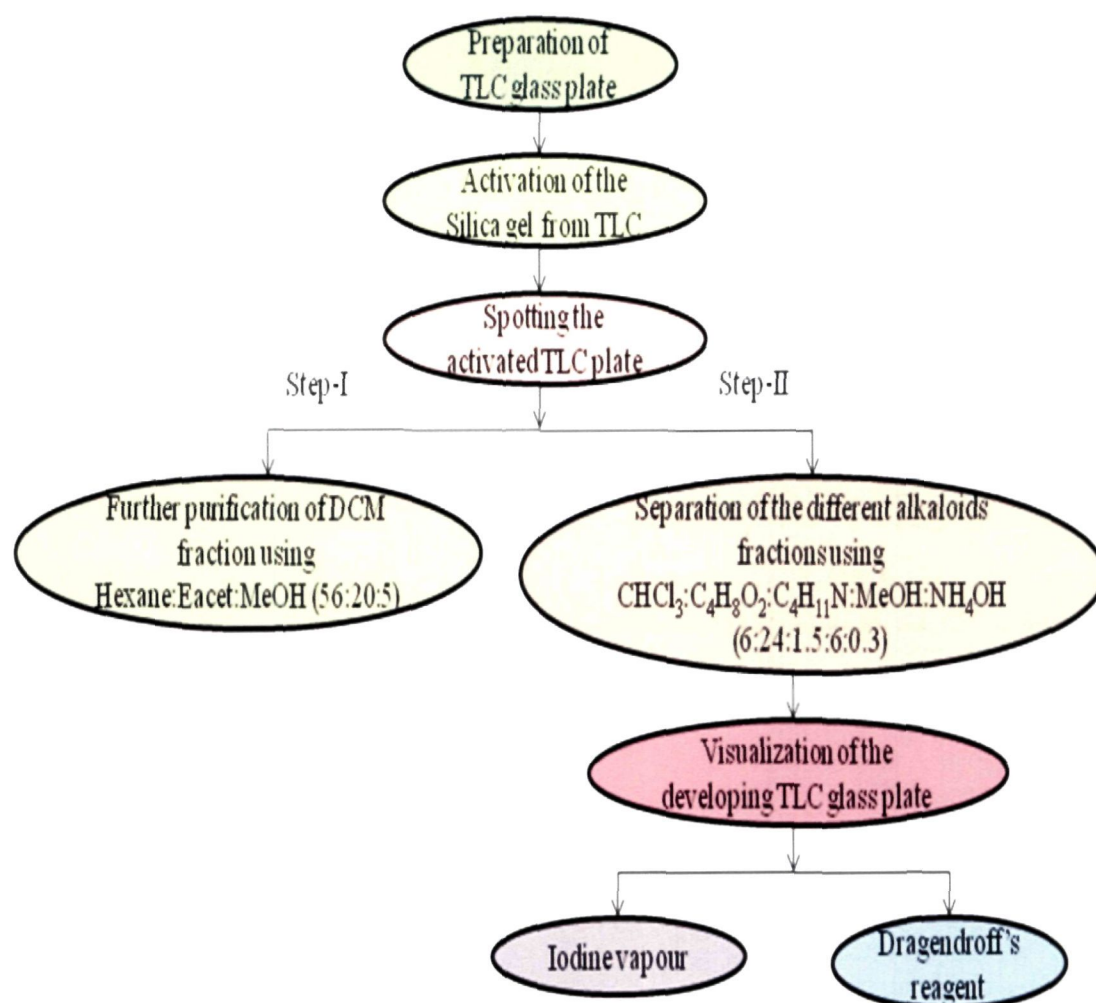 Preparation of
TLC glass plate
Activation of the
Silica gel from TLC
Spotting the
activated TLC plate
Step-I
Step-II
Further purification of DCM
fraction using
Hexane:Eacet:MeOH (56:20:5)
Separation of the different alkaloids
fractions using
CHCl₃:C₄H₈O₂:C₄H₁₁N:MeOH:NH₄OH
(6:24:1.5:6:0.3)
Visualization of the
developing TLC glass plate
Iodine vapour
Dragendroff's
reagent